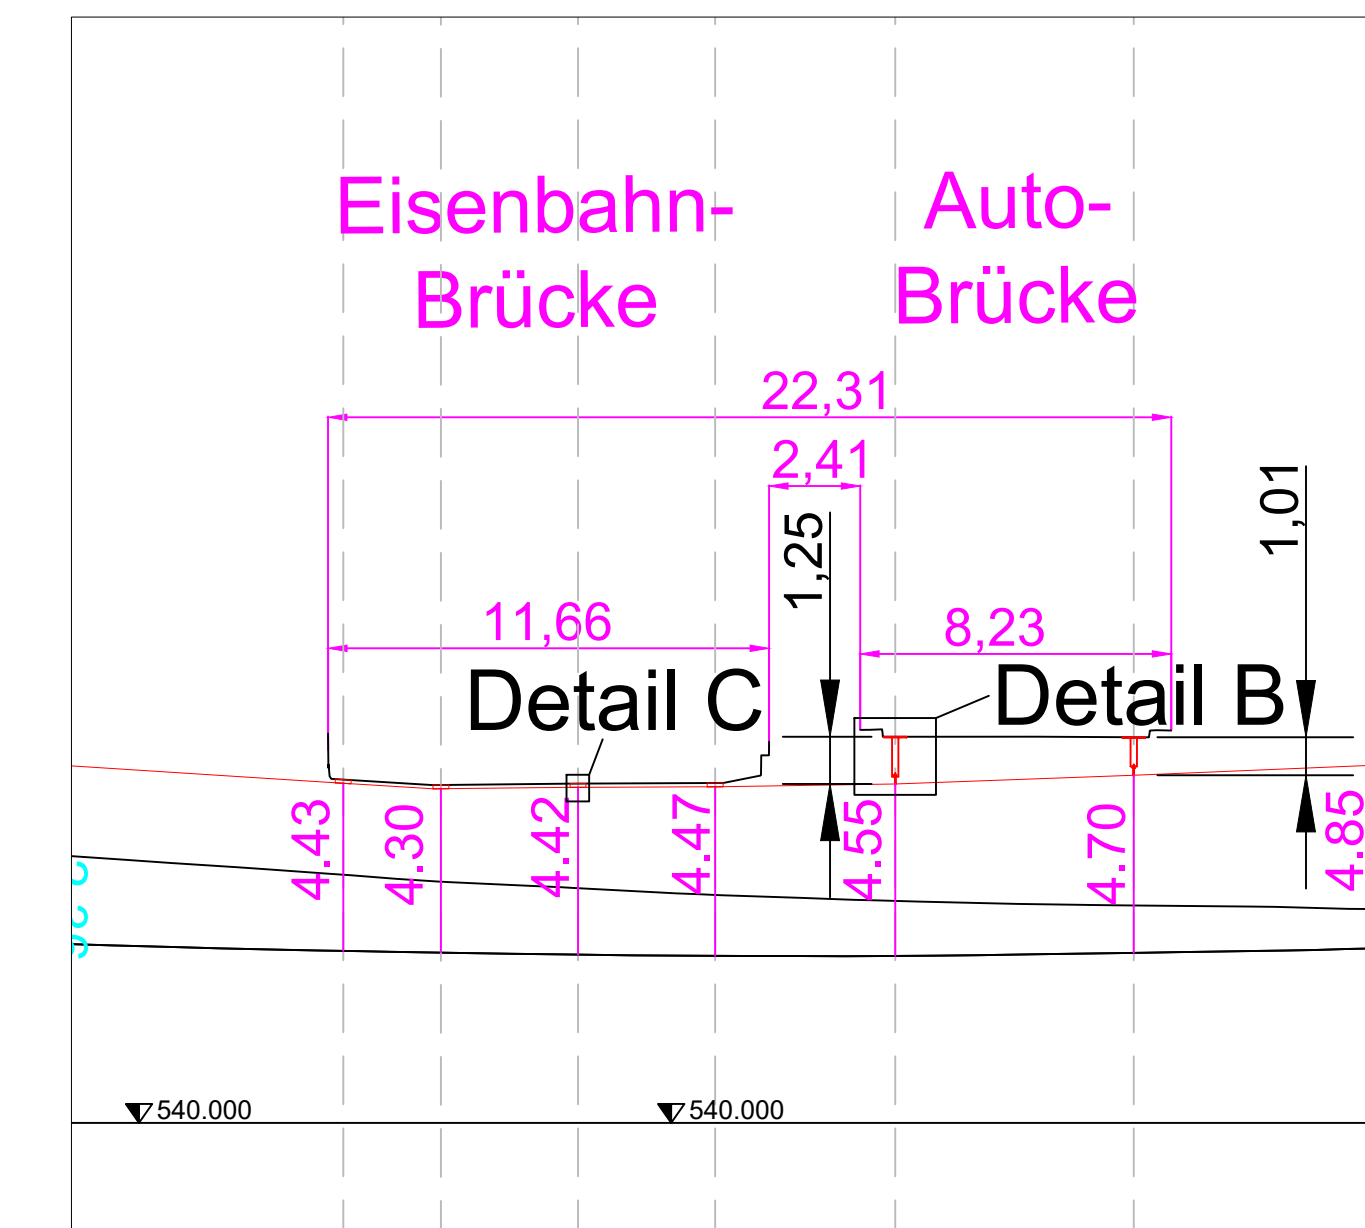 Eisenbahn-
Brücke
Auto-
Brücke
22,31
2,41
1,25
1,01
11,66
8,23
Detail C
Detail B
4.43
4.30
4.42
4.47
4.55
4.70
4.85
540.000
540.000